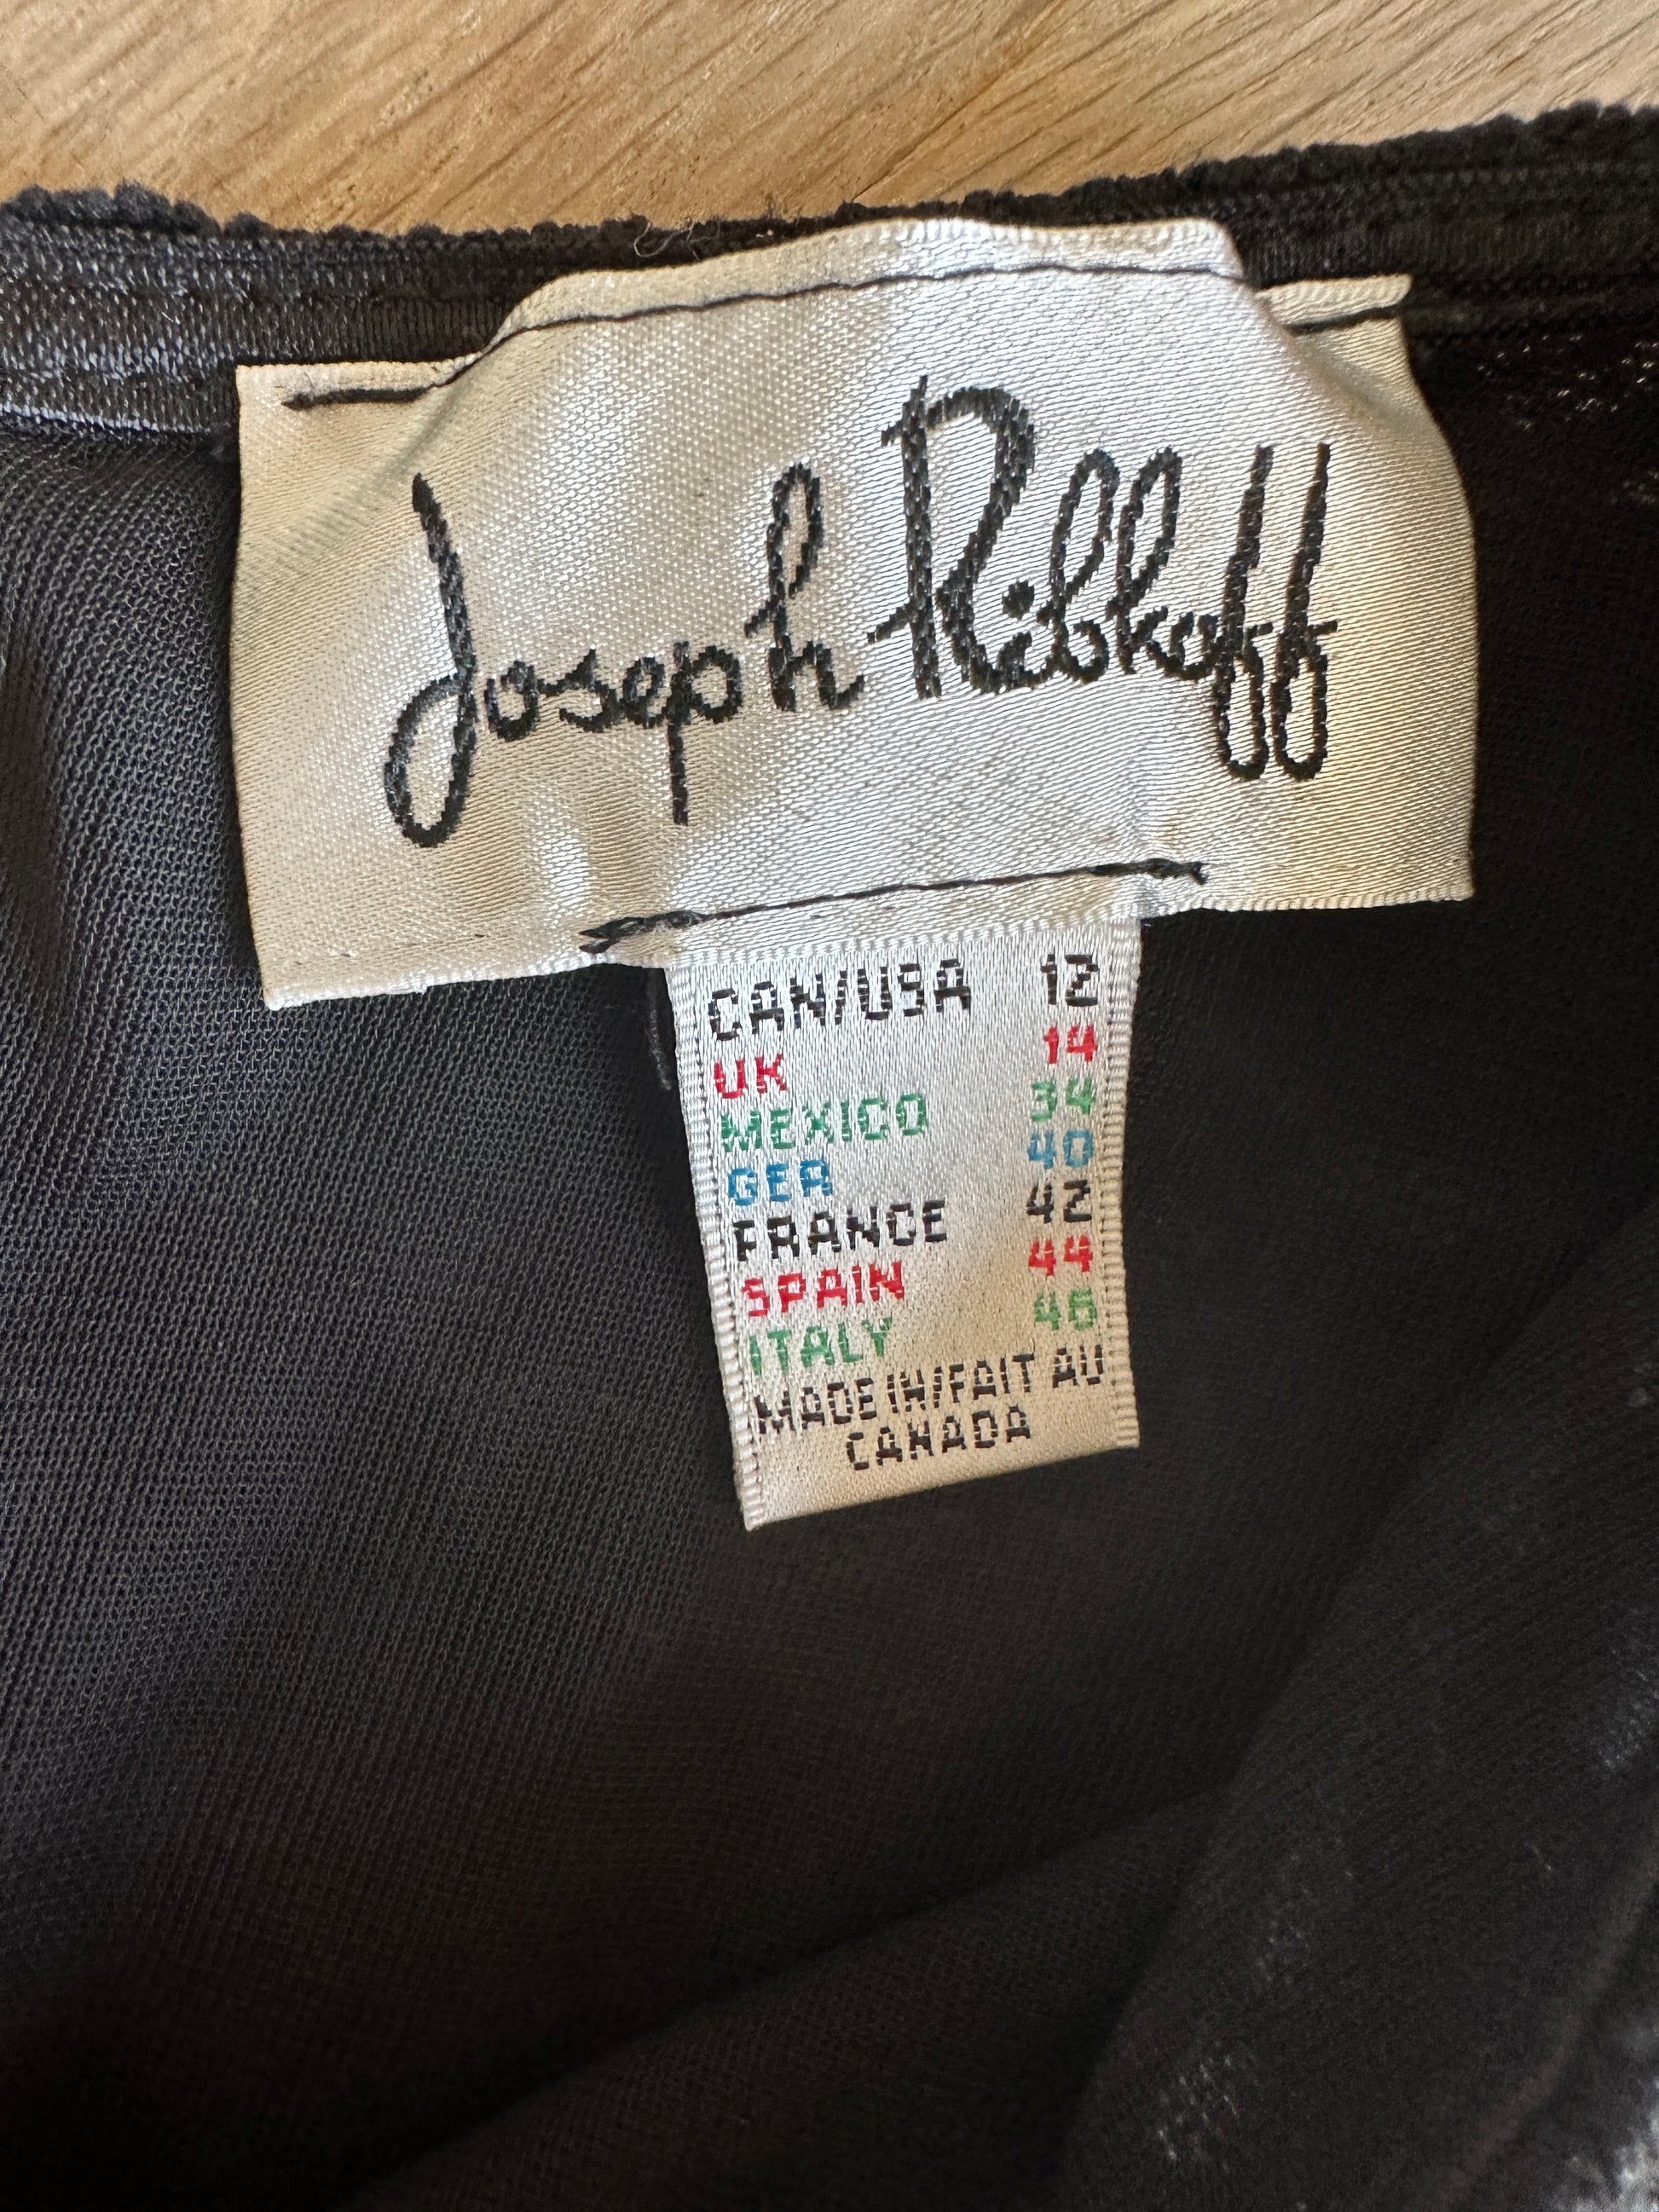 Joseph Ribkoff
CAN/USA 12
UK 14
MEXICO 34
GER 40
FRANCE 42
SPAIN 44
ITALY 46
MADE IN/FAIT AU
CANADA